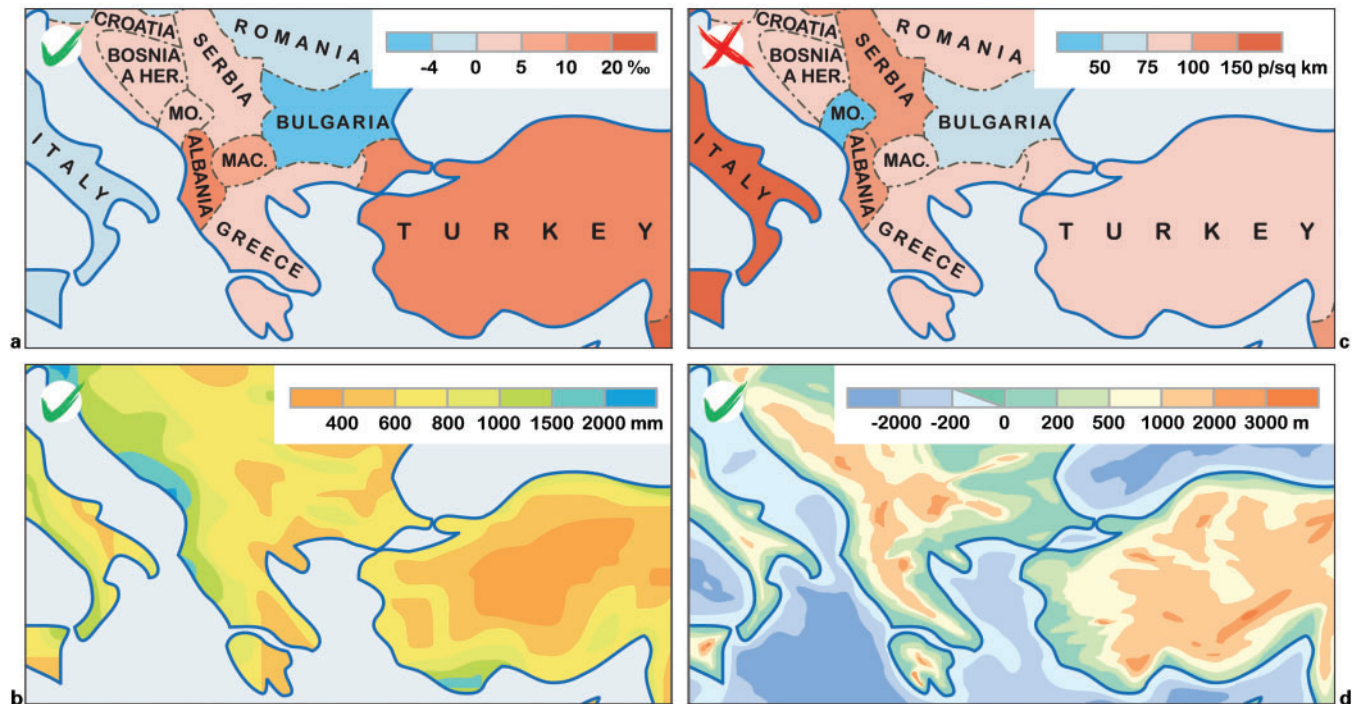 CROATIA
ROMANIA
BOSNIA
A HER.
SERBIA
-4 0 5 10 20 ‰
MO.
BULGARIA
ITALY
ALBANIA
MAC.
GREECE
TURKEY
a
CROATIA
ROMANIA
BOSNIA
A HER.
SERBIA
50 75 100 150 p/sq km
MO.
BULGARIA
ITALY
ALBANIA
MAC.
GREECE
TURKEY
c
400 600 800 1000 1500 2000 mm
b
-2000 -200 0 200 500 1000 2000 3000 m
d